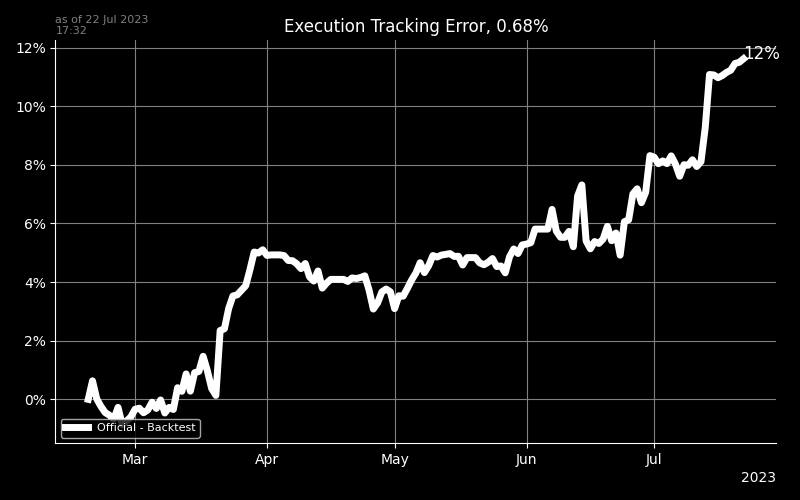 as of 22 Jul 2023
17:32
Execution Tracking Error, 0.68%
12%
12%
10%
8%
6%
4%
2%
0%
Official - Backtest
Mar
Apr
May
Jun
Jul
2023